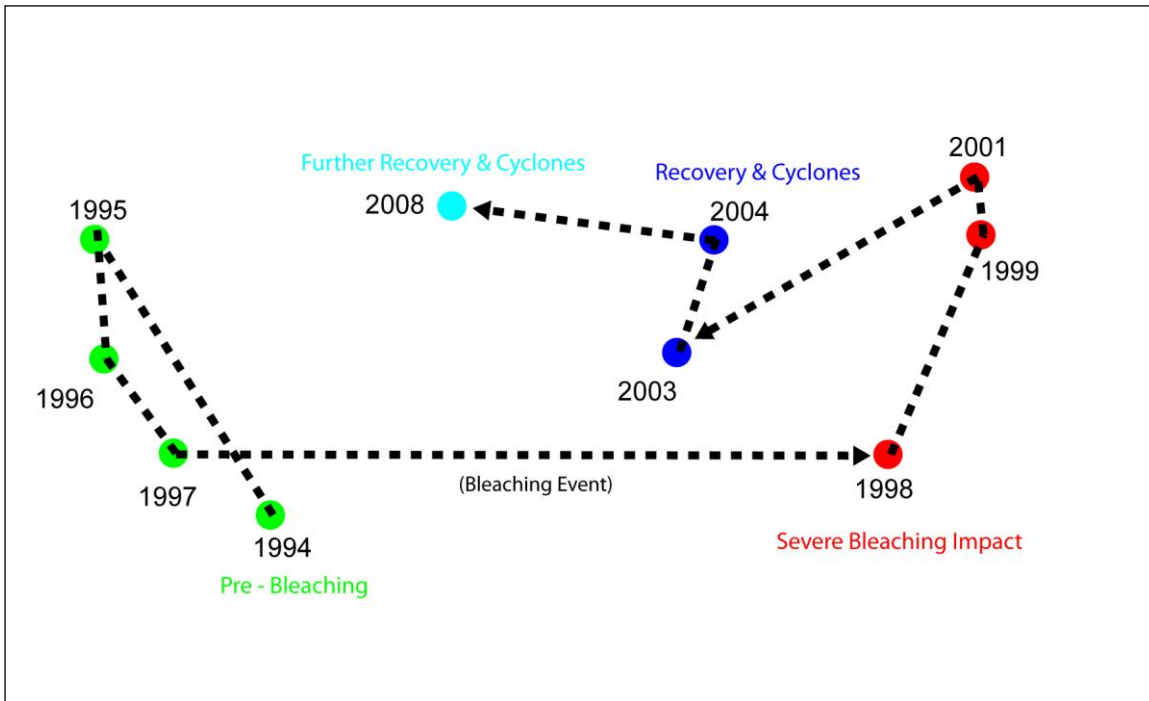 2001
Further Recovery & Cyclones
Recovery & Cyclones
2008
2004
1995
1999
1996
2003
1997
(Bleaching Event)
1998
1994
Severe Bleaching Impact
Pre - Bleaching